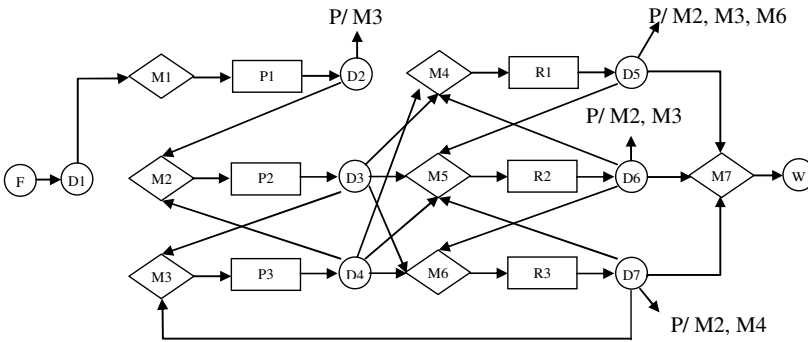 P/ M3
P/ M2, M3, M6
M1
P1
D2
M4
R1
D5
P/ M2, M3
F
D1
M2
P2
D3
M5
R2
D6
M7
W
M3
P3
D4
M6
R3
D7
P/ M2, M4